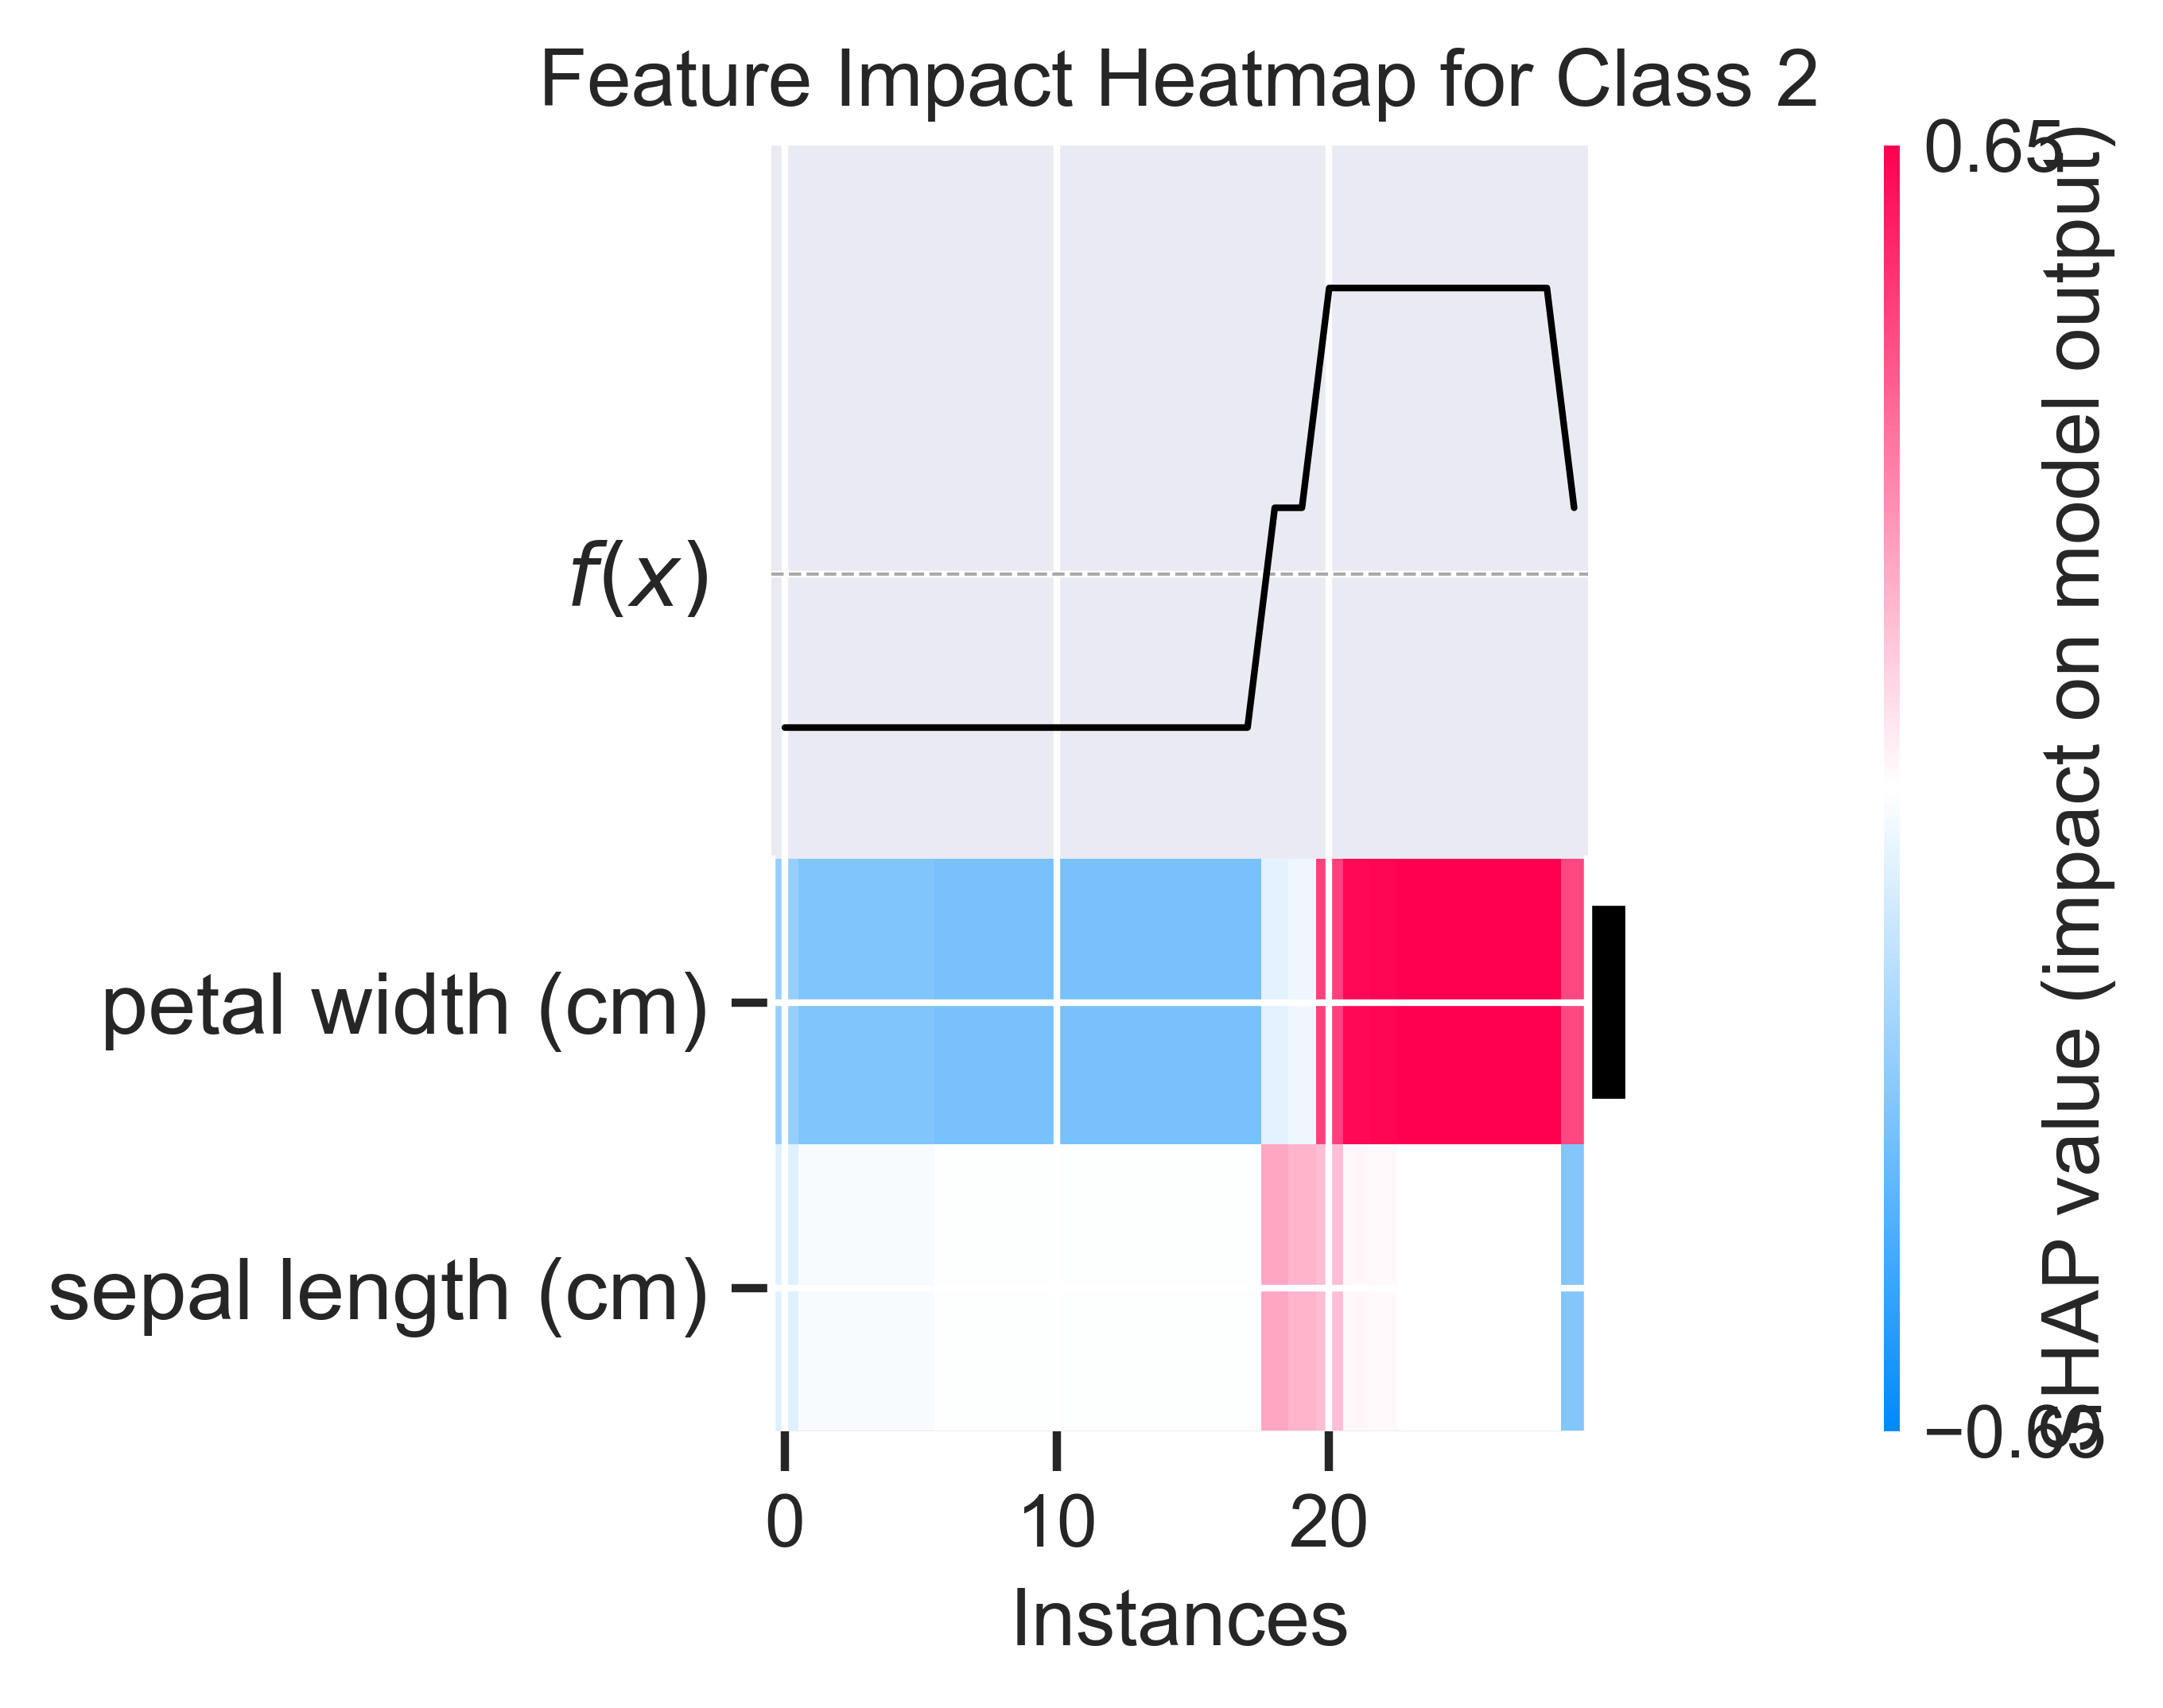 Feature Impact Heatmap for Class 2
0.65
f(x)
petal width (cm)
sepal length (cm)
SHAP value (impact on model output)
−0.65
0 10 20
Instances